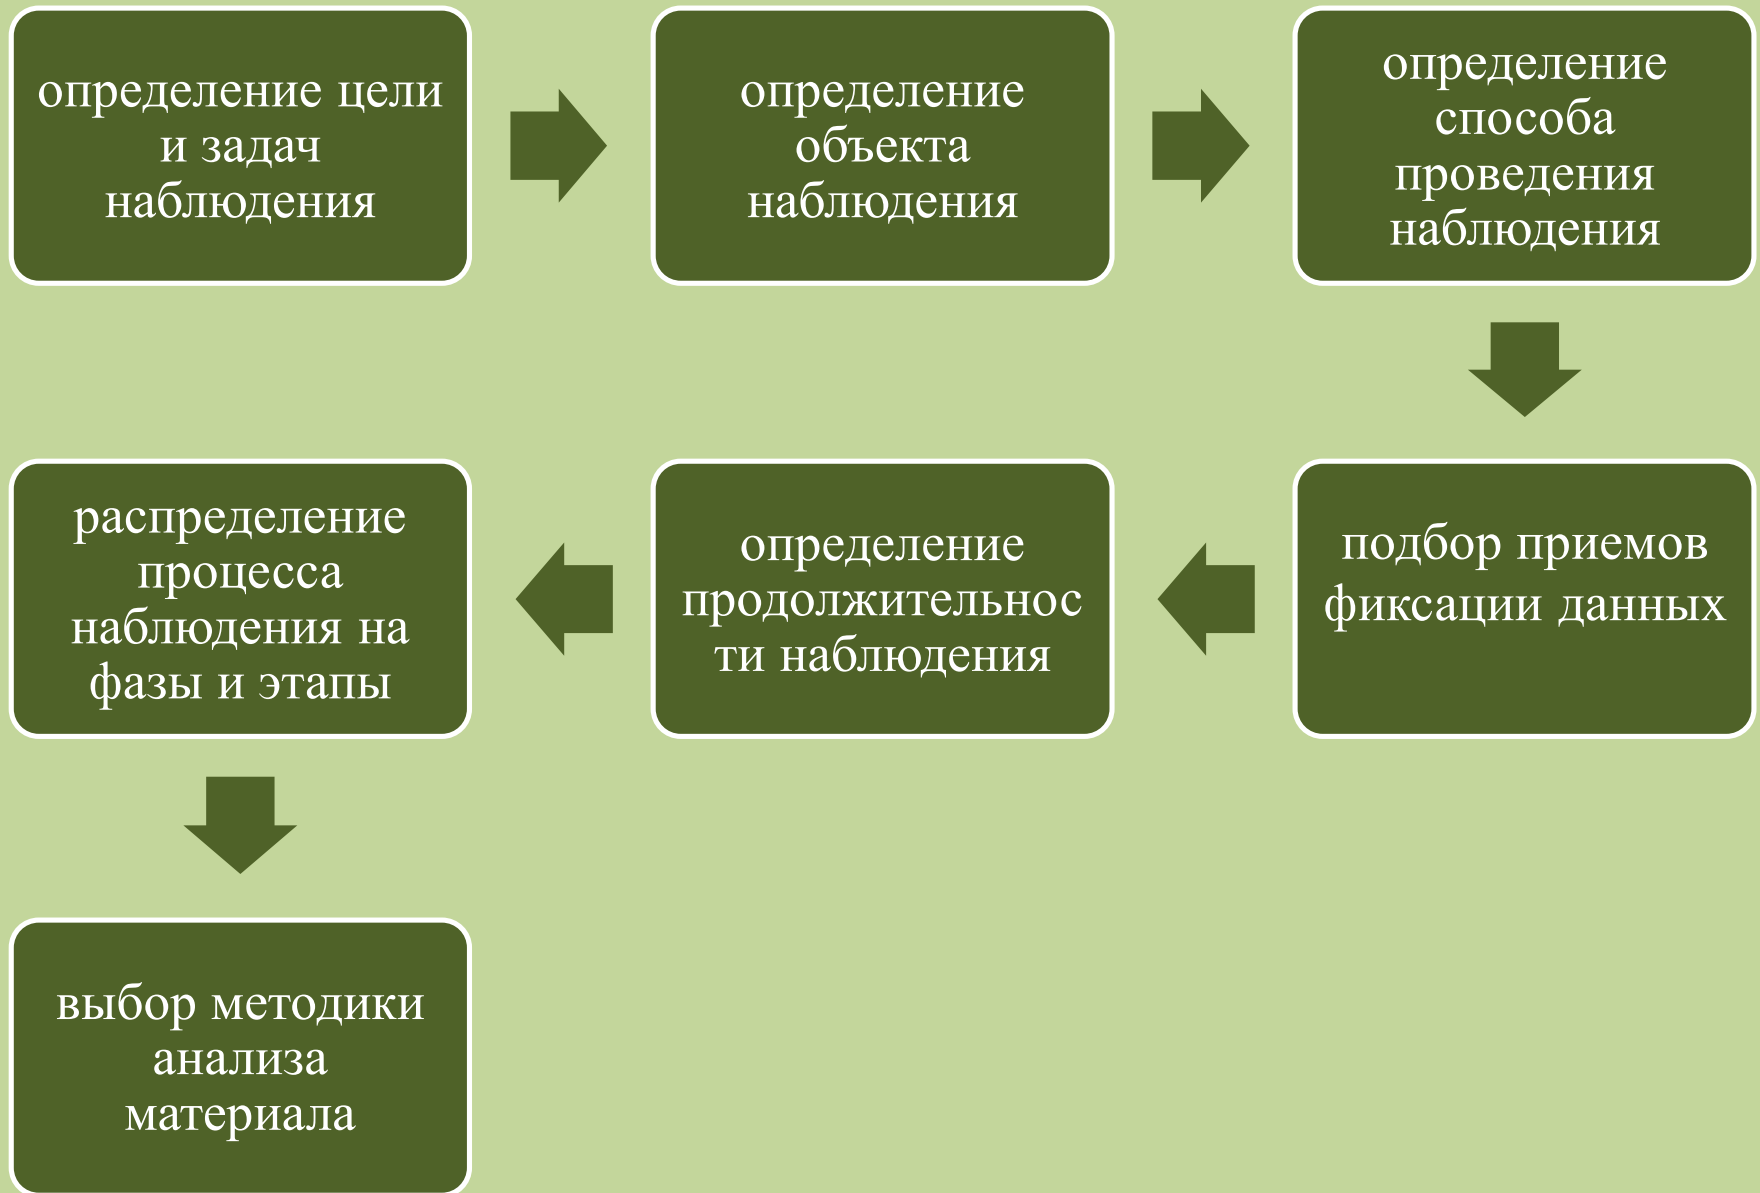 определение цели
и задач
наблюдения
определение
объекта
наблюдения
определение
способа
проведения
наблюдения
подбор приемов
фиксации данных
определение
продолжительнос
ти наблюдения
распределение
процесса
наблюдения на
фазы и этапы
выбор методики
анализа
материала